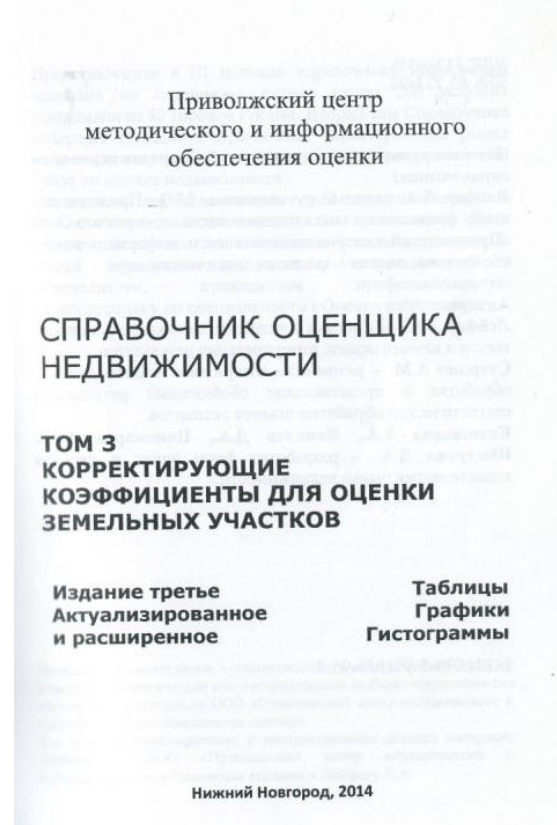 Приволжский центр
методического и информационного
обеспечения оценки
СПРАВОЧНИК ОЦЕНЩИКА
НЕДВИЖИМОСТИ
ТОМ 3
КОРРЕКТИРУЮЩИЕ
КОЭФФИЦИЕНТЫ ДЛЯ ОЦЕНКИ
ЗЕМЕЛЬНЫХ УЧАСТКОВ
Издание третье
Актуализированное
и расширенное
Таблицы
Графики
Гистограммы
Нижний Новгород, 2014